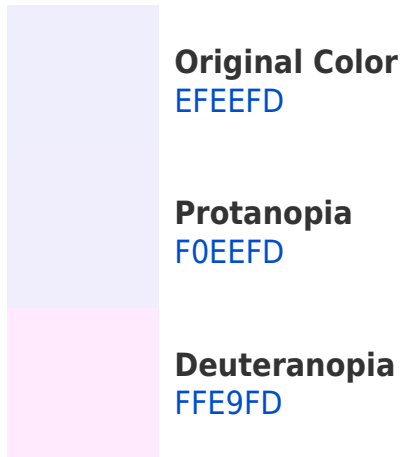 Original Color
EFEEFD
Protanopia
F0EEFD
Deuteranopia
FFE9FD